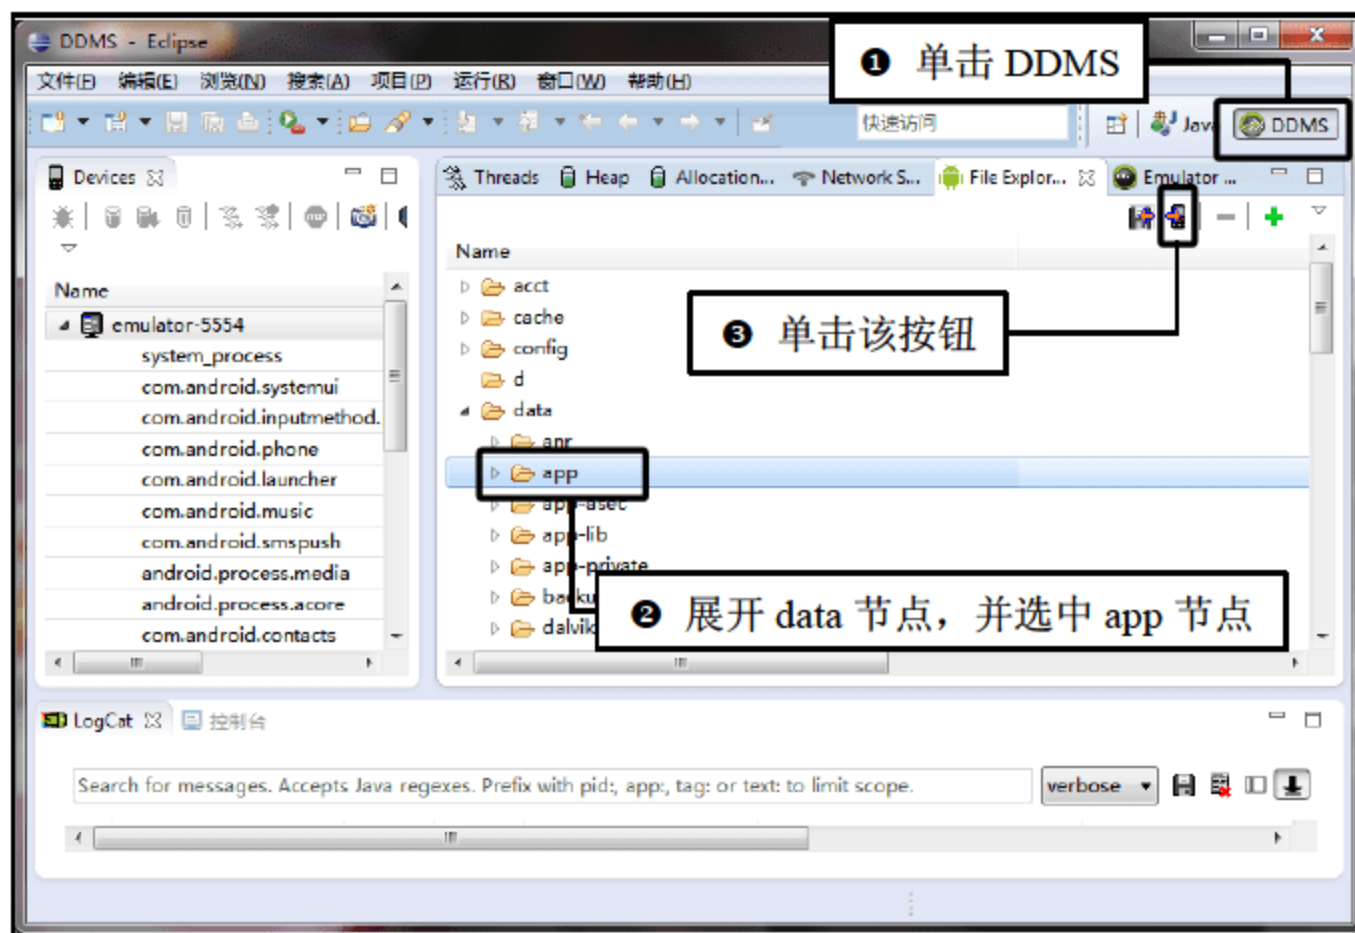 DDMS - Eclipse
❶ 单击 DDMS
文件(F) 编辑(E) 浏览(N) 搜索(A) 项目(P) 运行(R) 窗口(W) 帮助(H)
快速访问
Java
DDMS
Devices
Threads
Heap
Allocation...
Network S...
File Explor...
Emulator ...
Name
emulator-5554
system_process
com.android.systemui
com.android.inputmethod.
com.android.phone
com.android.launcher
com.android.music
com.android.smspush
android.process.media
android.process.acore
com.android.contacts
Name
acct
cache
config
d
data
anr
app
app-asec
app-lib
app-private
backu
dalvik
❸ 单击该按钮
❷ 展开 data 节点，并选中 app 节点
LogCat
控制台
Search for messages. Accepts Java regexes. Prefix with pid:, app:, tag: or text: to limit scope.
verbose